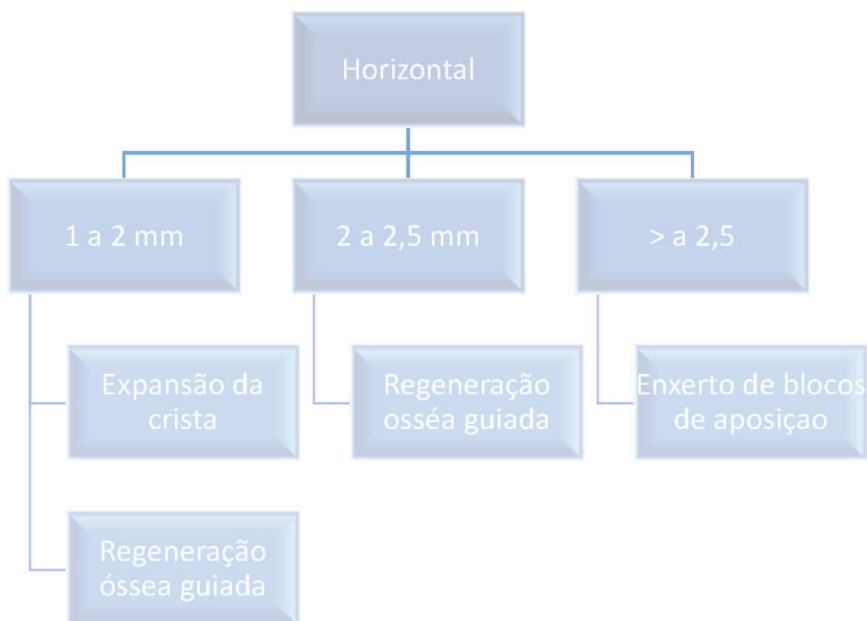 Horizontal
1 a 2 mm
2 a 2,5 mm
> a 2,5
Expansão da
crista
Regeneração
osséa guiada
Enxerto de blocos
de aposiçao
Regeneração
óssea guiada